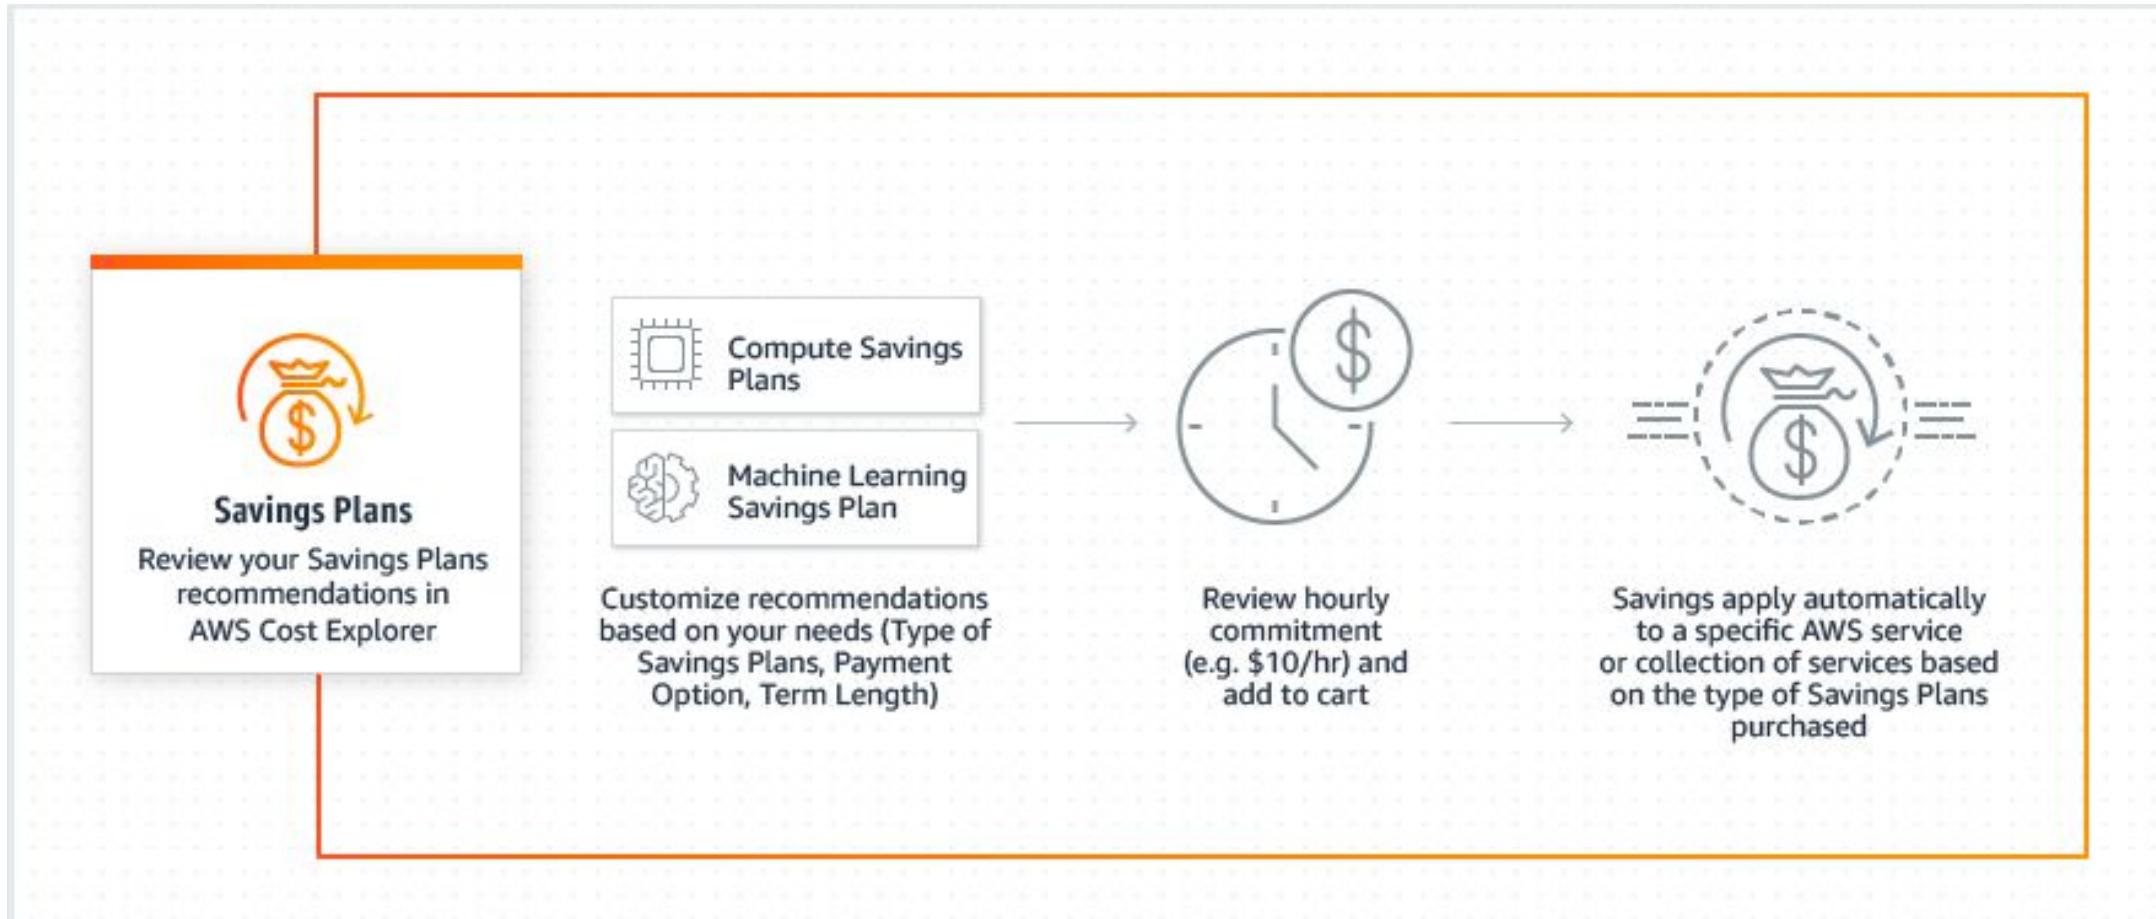 Savings Plans
Review your Savings Plans
recommendations in
AWS Cost Explorer
Compute Savings
Plans
Machine Learning
Savings Plan
Customize recommendations
based on your needs (Type of
Savings Plans, Payment
Option, Term Length)
$
Review hourly
commitment
(e.g. $10/hr) and
add to cart
$
Savings apply automatically
to a specific AWS service
or collection of services based
on the type of Savings Plans
purchased